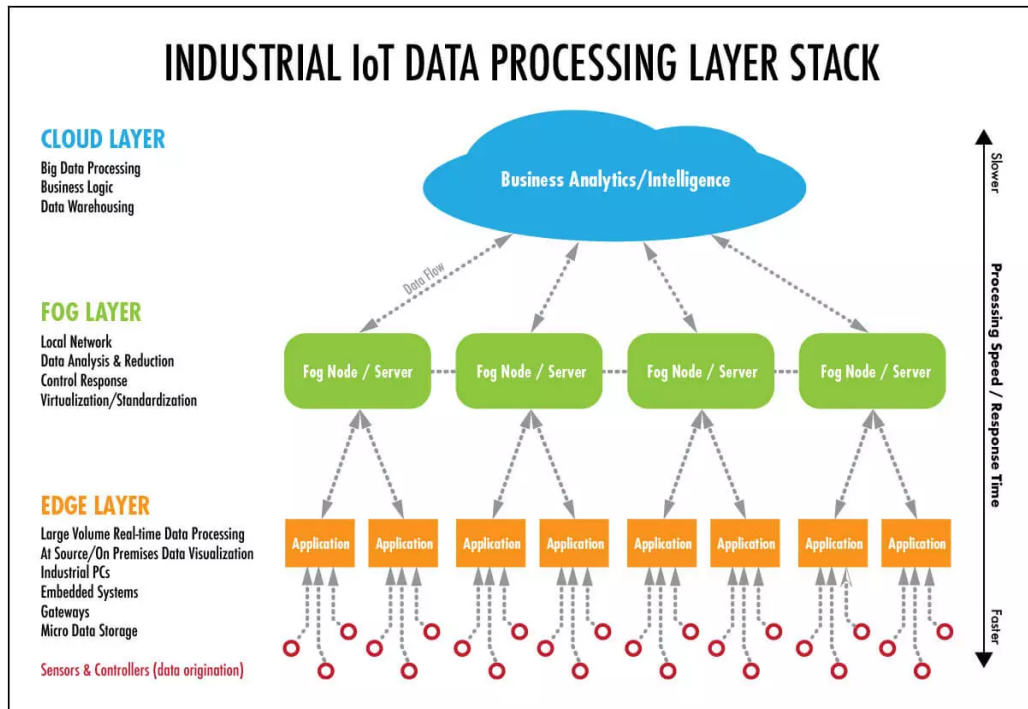 INDUSTRIAL IoT DATA PROCESSING LAYER STACK
CLOUD LAYER
Big Data Processing
Business Logic
Data Warehousing
Business Analytics/Intelligence
Slower
Data Flow
Processing Speed / Response Time
FOG LAYER
Local Network
Data Analysis & Reduction
Control Response
Virtualization/Standardization
Fog Node / Server
Fog Node / Server
Fog Node / Server
Fog Node / Server
EDGE LAYER
Large Volume Real-time Data Processing
At Source/On Premises Data Visualization
Industrial PCs
Embedded Systems
Gateways
Micro Data Storage
Application
Application
Application
Application
Application
Application
Application
Application
Faster
Sensors & Controllers (data origination)